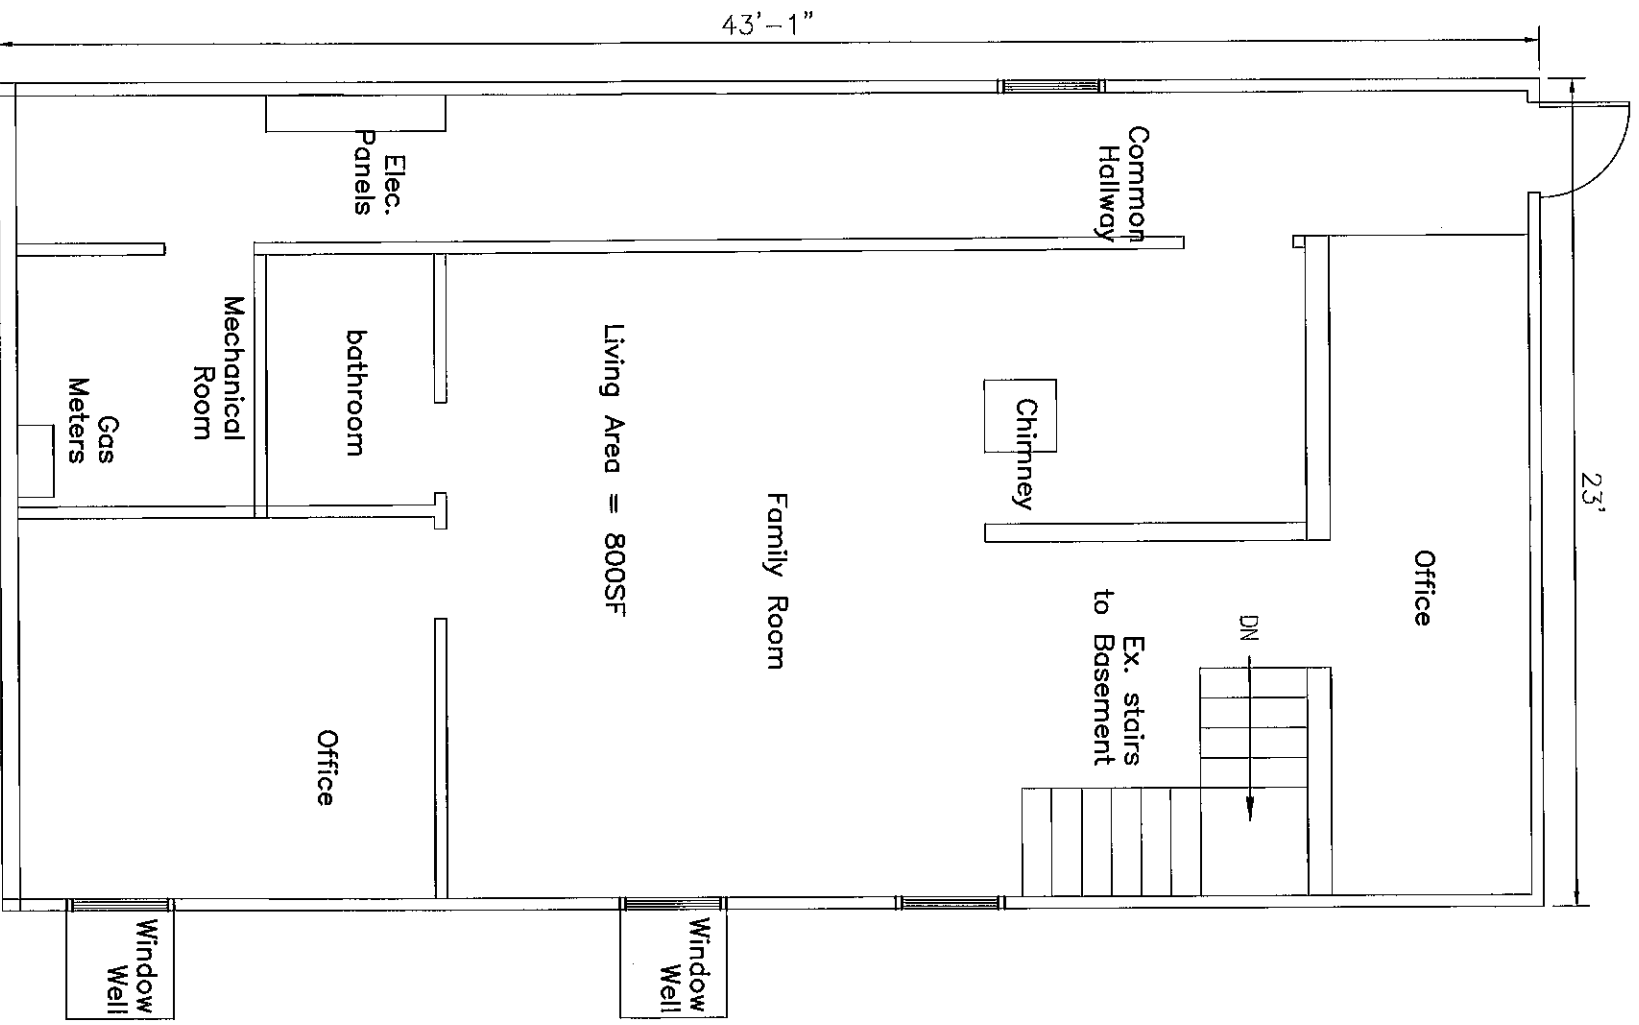 43'-1"
23'
Common
Hallway
Elec.
Panels
Office
Chimney
DN
Ex. stairs
to Basement
Family Room
Living Area = 800SF
bathroom
Mechanical
Room
Gas
Meters
Office
Window
Well
Window
Well